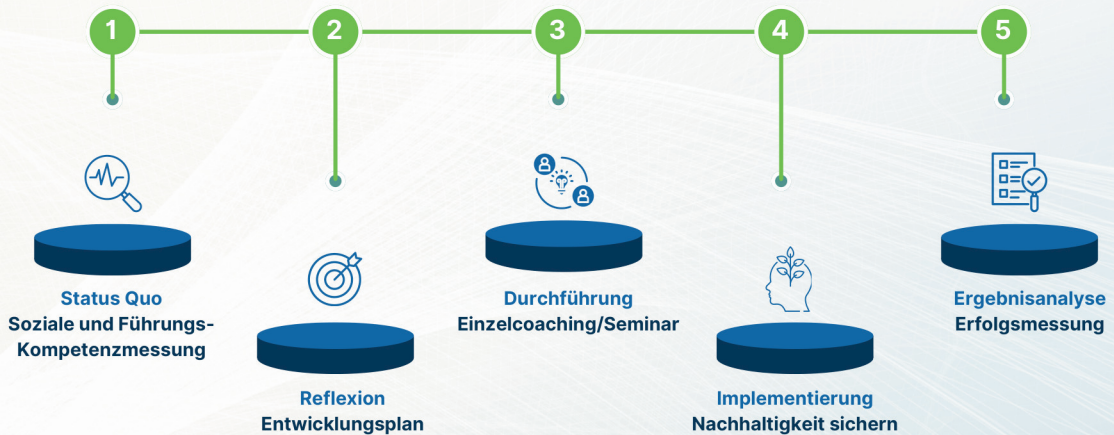 1
2
3
4
5
Status Quo
Soziale und Führungs-
Kompetenzmessung
Reflexion
Entwicklungsplan
Durchführung
Einzelcoaching/Seminar
Implementierung
Nachhaltigkeit sichern
Ergebnisanalyse
Erfolgsmessung